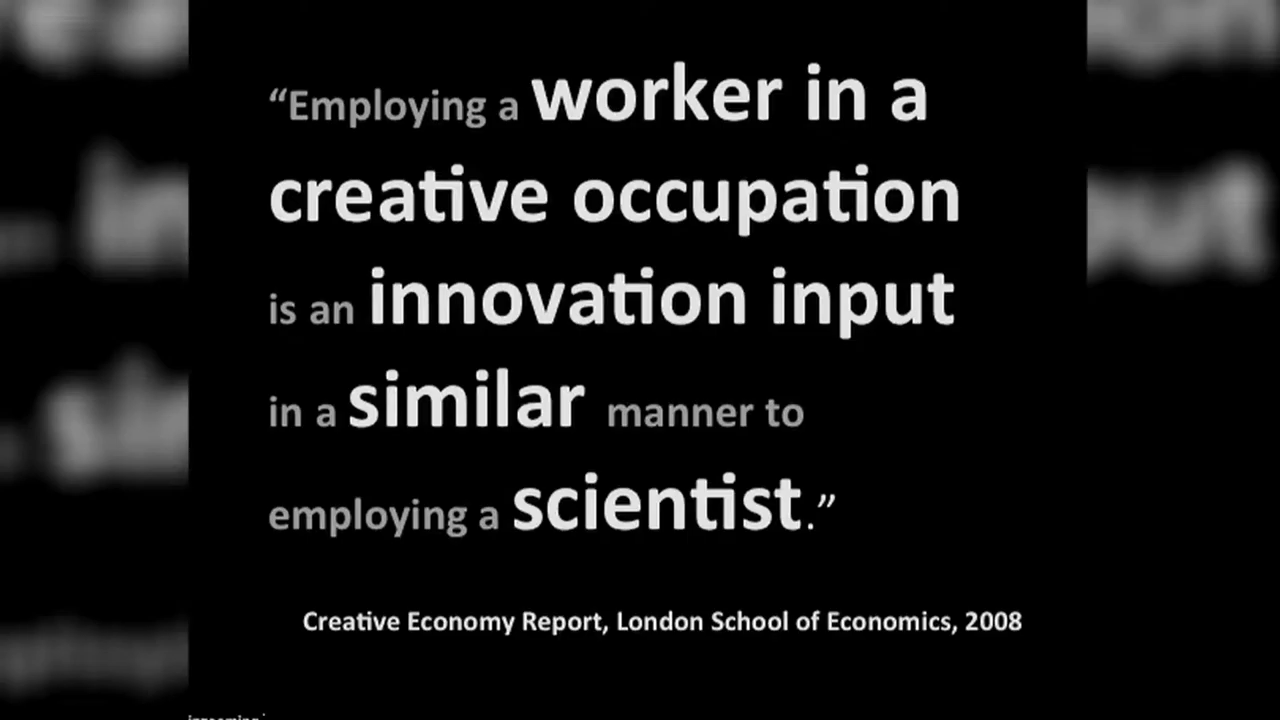 “Employing a worker in a
creative occupation
is an innovation input
in a similar manner to
employing a scientist.”
Creative Economy Report, London School of Economics, 2008